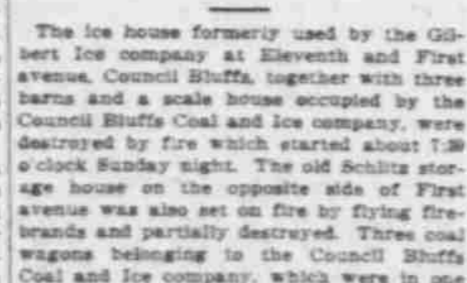 The ice house formerly used by the Gil-
bert Ice company at Eleventh and First
avenue, Council Bluffs, together with three
barns and a scale house occupied by the
Council Bluffs Coal and Ice company, were
destroyed by fire which started about 7:30
o'clock Sunday night. The old Schlitz stor-
age house on the opposite side of First
avenue was also set on fire by flying fire-
brands and partially destroyed. Three coal
wagons belonging to the Council Bluffs
Coal and Ice company, which were in one